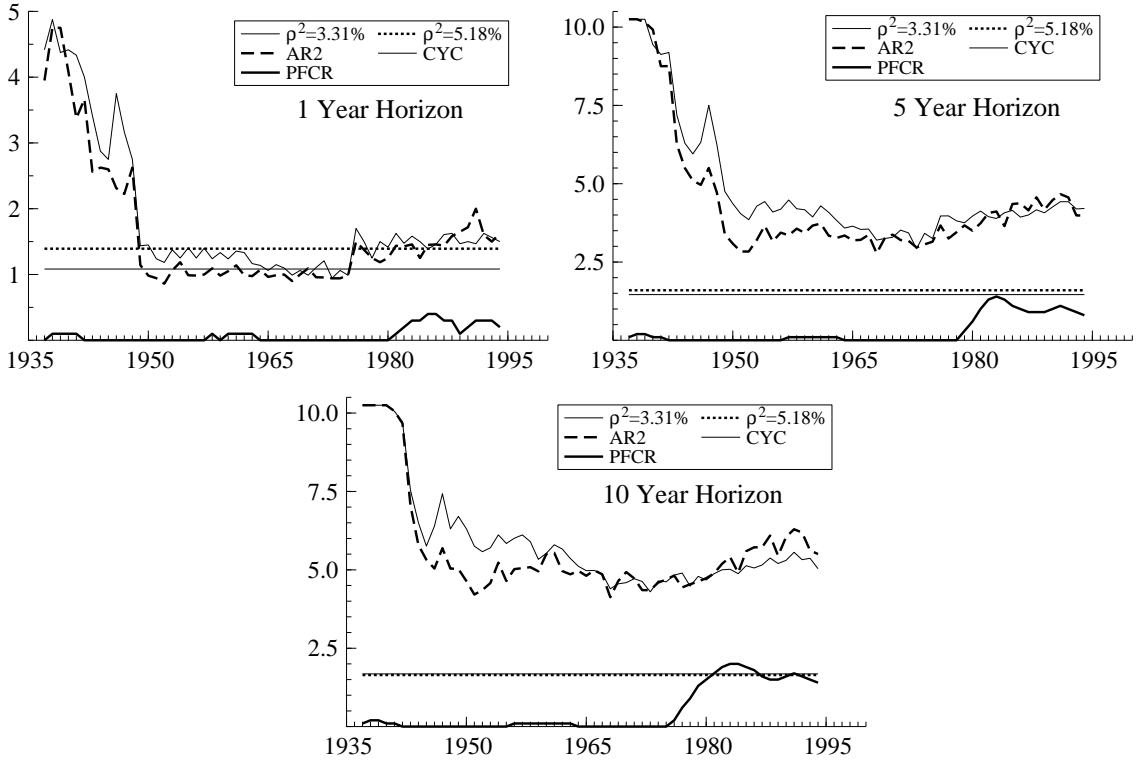 5
4
3
2
1
ρ²=3.31% ρ²=5.18%
AR2 CYC
PFCR
1 Year Horizon
1935 1950 1965 1980 1995
10.0
7.5
5.0
2.5
ρ²=3.31% ρ²=5.18%
AR2 CYC
PFCR
5 Year Horizon
1935 1950 1965 1980 1995
10.0
7.5
5.0
2.5
ρ²=3.31% ρ²=5.18%
AR2 CYC
PFCR
10 Year Horizon
1935 1950 1965 1980 1995